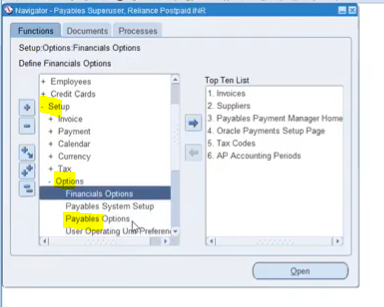 Navigator - Payables Superuser, Reliance Postpaid INR
Functions
Documents
Processes
Setup:Options:Financials Options
Define Financials Options
+ Employees
+ Credit Cards
- Setup
+ Invoice
+ Payment
+ Calendar
+ Currency
+ Tax
- Options
Financials Options
Payables System Setup
Payables Options
User Operating Unit Preferen
Top Ten List
1. Invoices
2. Suppliers
3. Payables Payment Manager Home
4. Oracle Payments Setup Page
5. Tax Codes
6. AP Accounting Periods
Open